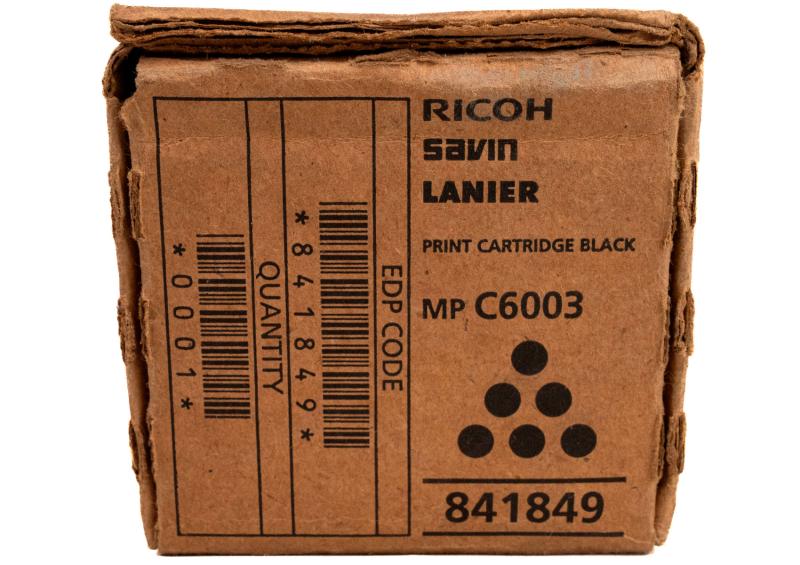 RICOH
savin
LANIER
PRINT CARTRIDGE BLACK
MP C6003
841849
EDP CODE
*841849*
QUANTITY
*0001*